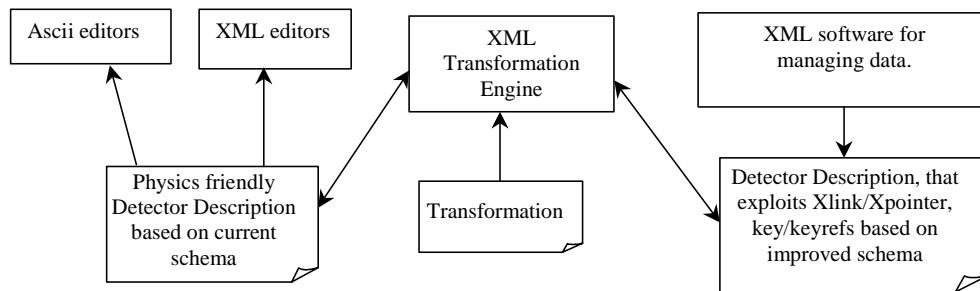 Ascii editors
XML editors
XML
Transformation
Engine
XML software for
managing data.
Physics friendly
Detector Description
based on current
schema
Transformation
Detector Description, that
exploits Xlink/Xpointer,
key/keyrefs based on
improved schema